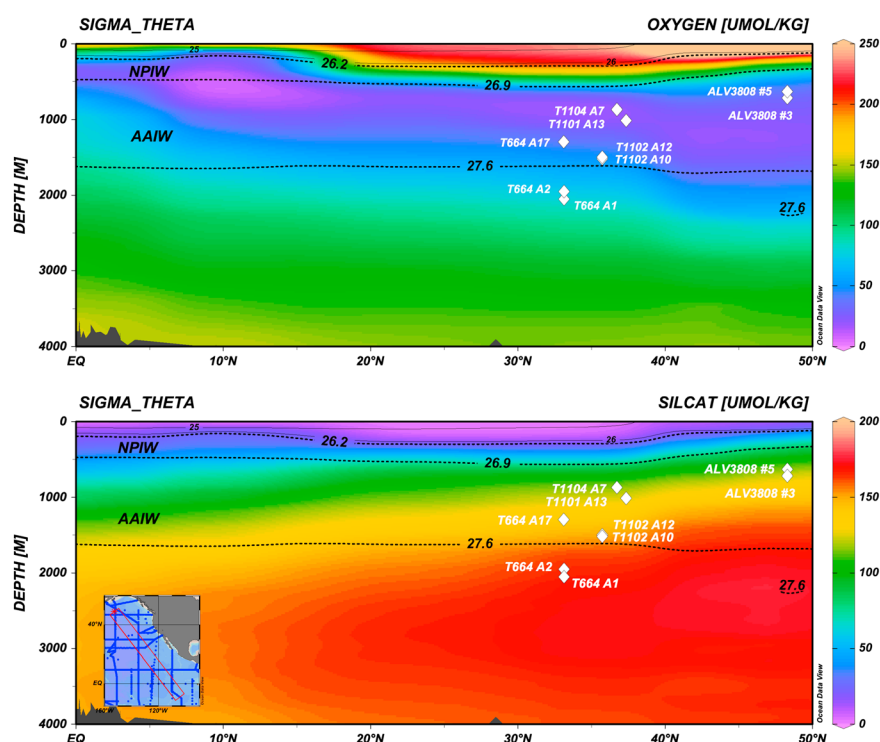 SIGMA_THETA OXYGEN [UMOL/KG]
0 25 26.2 26 250
NPIW 26.9 ALV3808 #5
1000 T1104 A7 ALV3808 #3 200
T1101 A13
AAIW T664 A17 T1102 A12
T1102 A10
27.6 150
2000 T664 A2 27.6
T664 A1
DEPTH [M]
100
3000
50
Ocean Data View
4000 0
EQ 10°N 20°N 30°N 40°N 50°N
SIGMA_THETA SILCAT [UMOL/KG]
0 25 26.2 26 200
NPIW 26.9 ALV3808 #5
1000 T1104 A7 ALV3808 #3
T1101 A13
AAIW T664 A17 T1102 A12 150
T1102 A10
27.6
2000 T664 A2 27.6
T664 A1
DEPTH [M]
100
40°N
3000
50
EQ
160°W 120°W
Ocean Data View
4000 0
EQ 10°N 20°N 30°N 40°N 50°N